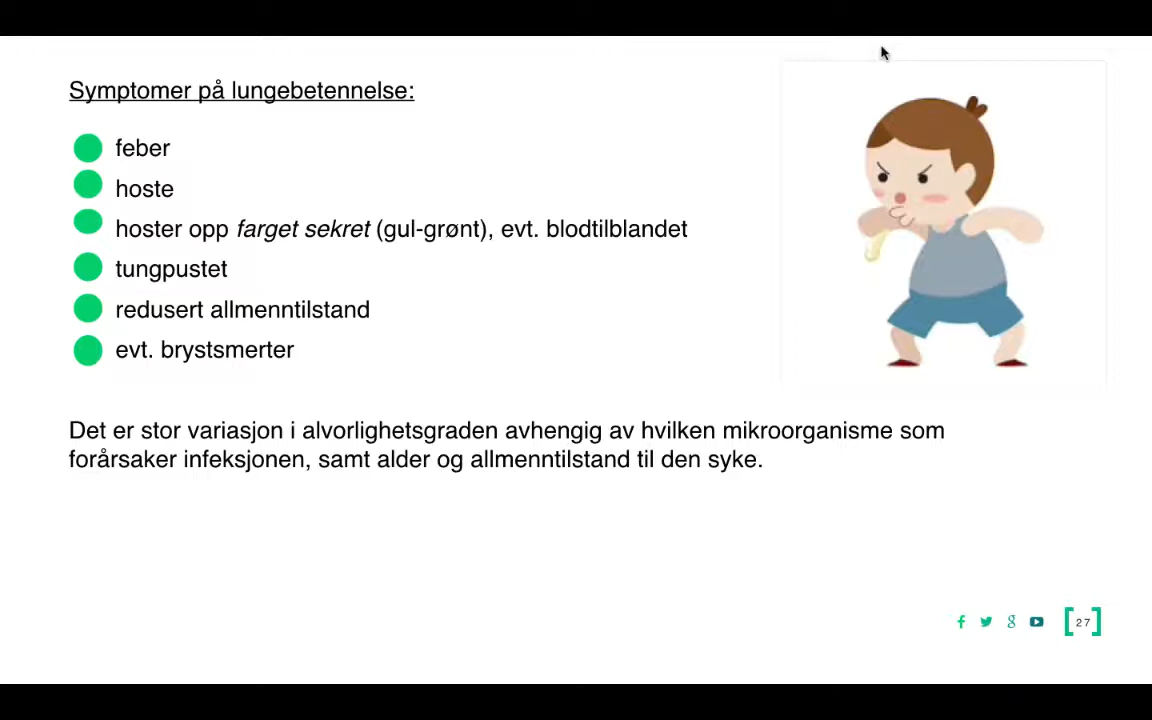 Symptomer på lungebetennelse:
feber
hoste
hoster opp farget sekret (gul-grønt), evt. blodtilblandet
tungpustet
redusert allmenntilstand
evt. brystsmerter
Det er stor variasjon i alvorlighetsgraden avhengig av hvilken mikroorganisme som
forårsaker infeksjonen, samt alder og allmenntilstand til den syke.
27